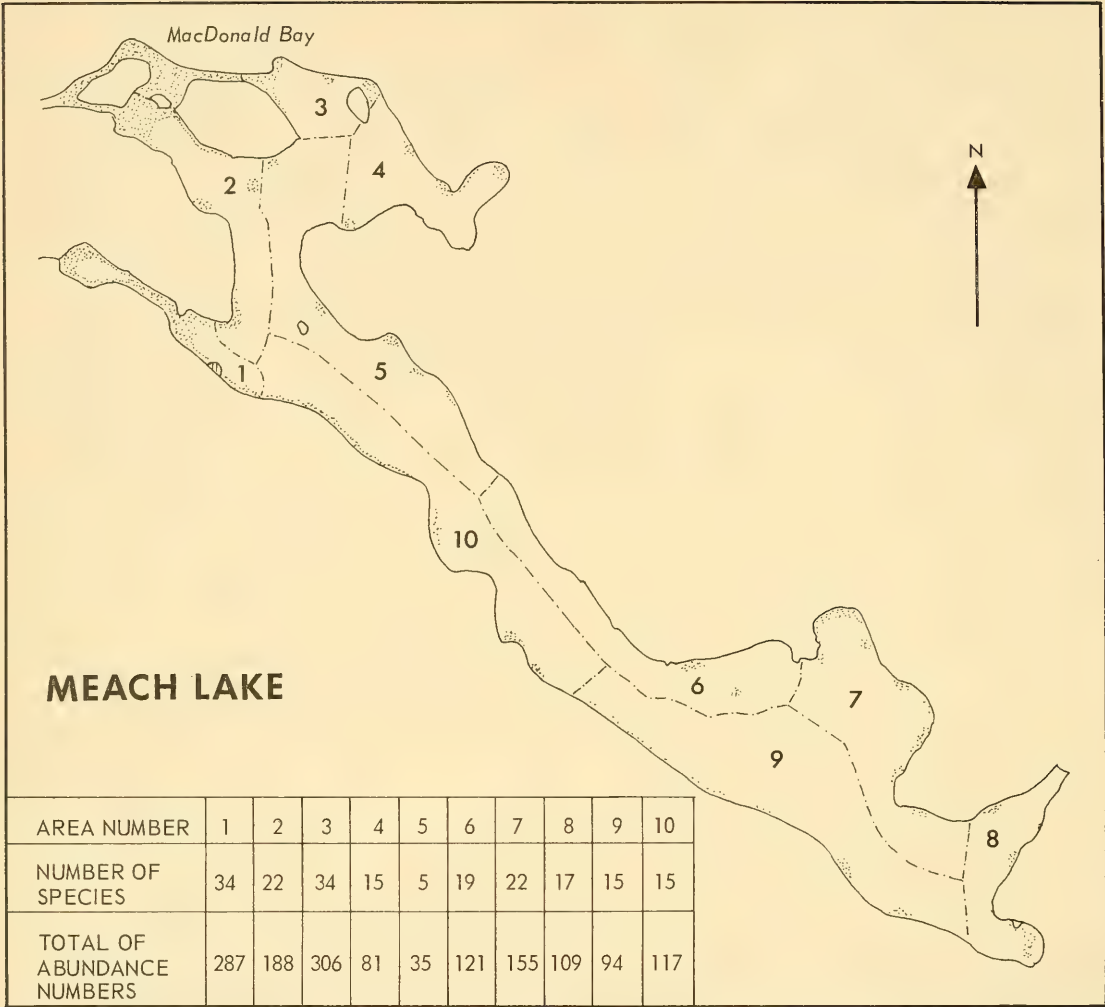 MacDonald Bay
3
N
2
4
1
5
10
MEACH LAKE
6
7
9
8
AREA NUMBER 1 2 3 4 5 6 7 8 9 10
NUMBER OF
SPECIES 34 22 34 15 5 19 22 17 15 15
TOTAL OF
ABUNDANCE
NUMBERS 287 188 306 81 35 121 155 109 94 117